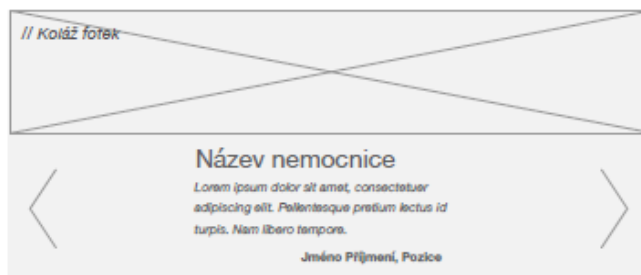 // Koláž fotek
Název nemocnice
Lorem ipsum dolor sit amet, consectetuer
adipiscing elit. Pellentesque pretium lectus id
turpis. Nam libero tempore.
Jméno Příjmení, Pozice